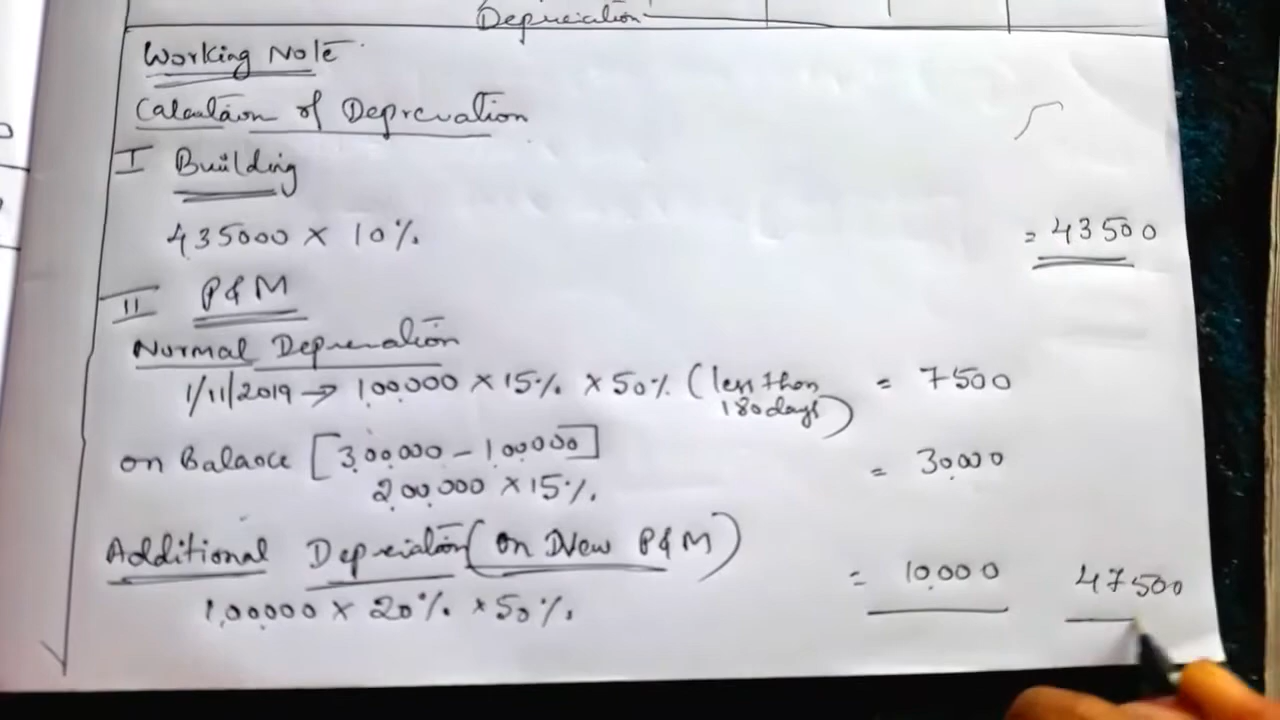 Depreciation
Working Note
Calculation of Depreciation
I Building
435000 × 10% = 43500
II P&M
Normal Depreciation
1/11/2019 → 1,00,000 × 15% × 50% (less than 180 days) = 7500
on Balance [3,00,000 - 1,00,000]
2,00,000 × 15% = 30,000
Additional Depreciation (on New P&M)
1,00,000 × 20% × 50% = 10,000 47500